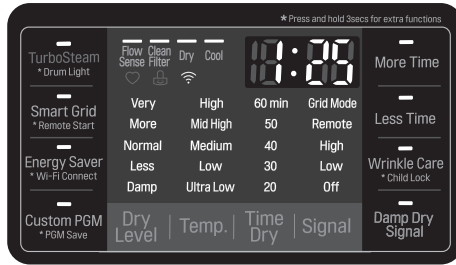 * Press and hold 3secs for extra functions
TurboSteam
* Drum Light
Smart Grid
* Remote Start
Energy Saver
* Wi-Fi Connect
Custom PGM
* PGM Save
Flow Sense
Clean Filter
Dry
Cool
1:25
Very High 60 min Grid Mode
More Mid High 50 Remote
Normal Medium 40 High
Less Low 30 Low
Damp Ultra Low 20 Off
Dry Level
Temp.
Time Dry
Signal
More Time
Less Time
Wrinkle Care
* Child Lock
Damp Dry
Signal